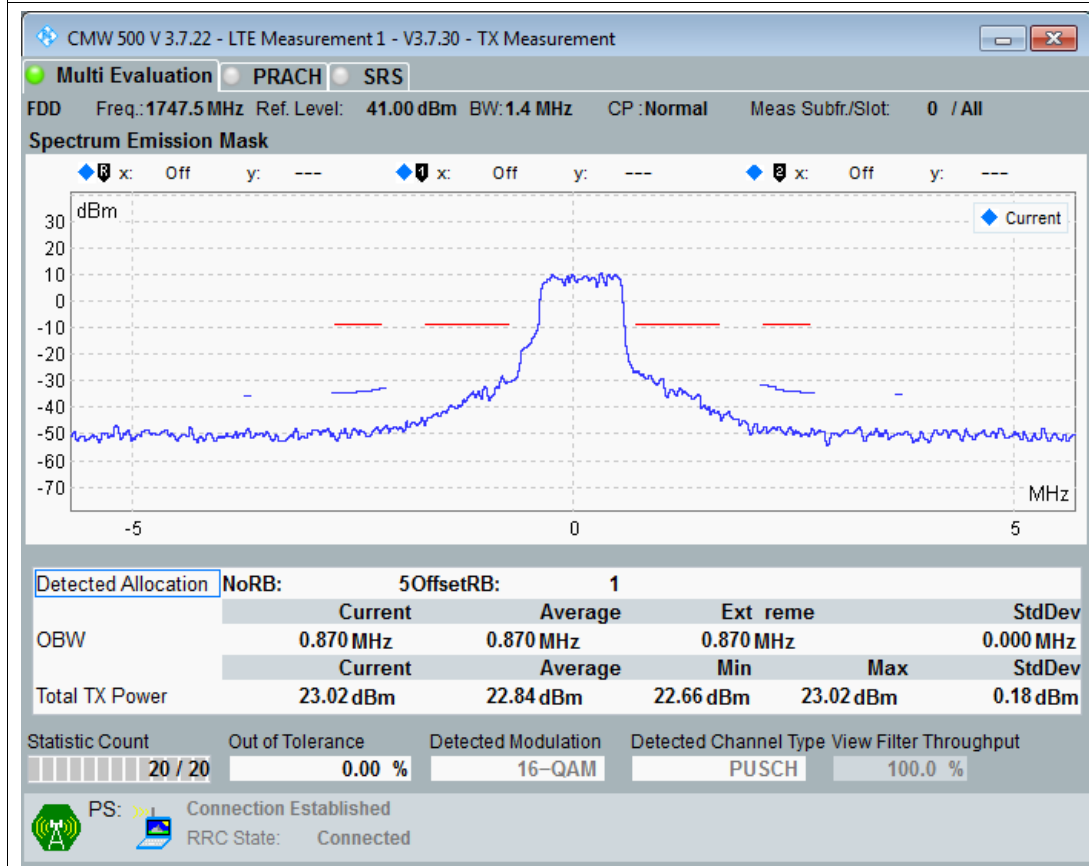 CMW 500 V 3.7.22 - LTE Measurement 1 - V3.7.30 - TX Measurement
Multi Evaluation PRACH SRS
FDD Freq.: 1747.5 MHz Ref. Level: 41.00 dBm BW: 1.4 MHz CP : Normal Meas Subfr./Slot: 0 / All
Spectrum Emission Mask
R x: Off y: --- 1 x: Off y: --- 2 x: Off y: ---
dBm
Current
30
20
10
0
-10
-20
-30
-40
-50
-60
-70
MHz
-5 0 5
Detected Allocation NoRB: 5 OffsetRB: 1
Current Average Ext reme StdDev
OBW 0.870 MHz 0.870 MHz 0.870 MHz 0.000 MHz
Current Average Min Max StdDev
Total TX Power 23.02 dBm 22.84 dBm 22.66 dBm 23.02 dBm 0.18 dBm
Statistic Count Out of Tolerance Detected Modulation Detected Channel Type View Filter Throughput
20 / 20 0.00 % 16-QAM PUSCH 100.0 %
PS: Connection Established
RRC State: Connected